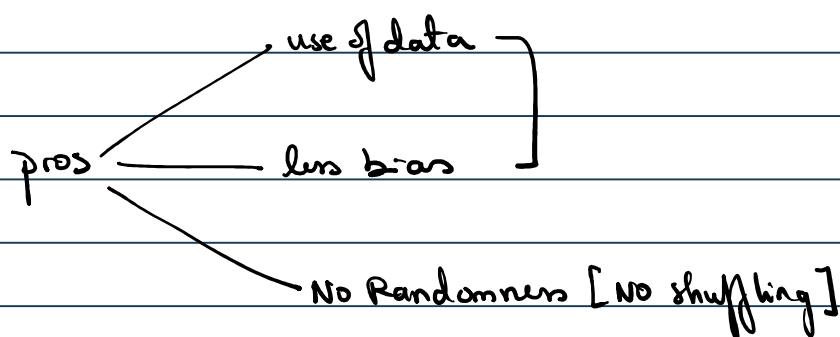 use of data
pros
less bias
No Randomness [No shuffling]